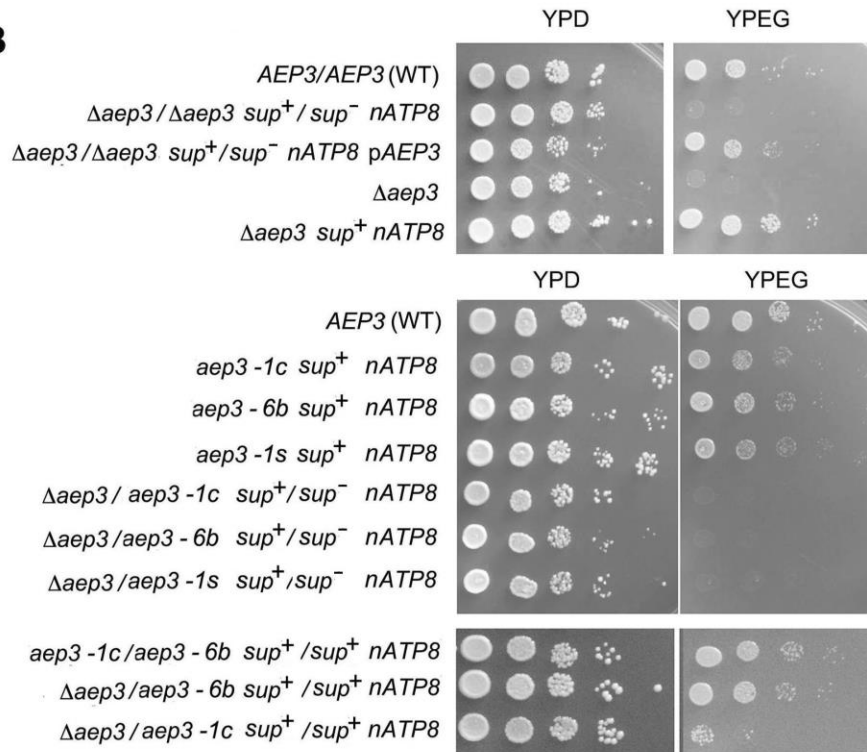 B
YPD YPEG
AEP3/AEP3 (WT)
Δaep3/Δaep3 sup+/sup− nATP8
Δaep3/Δaep3 sup+/sup− nATP8 pAEP3
Δaep3
Δaep3 sup+ nATP8
YPD YPEG
AEP3 (WT)
aep3-1c sup+ nATP8
aep3-6b sup+ nATP8
aep3-1s sup+ nATP8
Δaep3/aep3-1c sup+/sup− nATP8
Δaep3/aep3-6b sup+/sup− nATP8
Δaep3/aep3-1s sup+/sup− nATP8
aep3-1c/aep3-6b sup+/sup+ nATP8
Δaep3/aep3-6b sup+/sup+ nATP8
Δaep3/aep3-1c sup+/sup+ nATP8